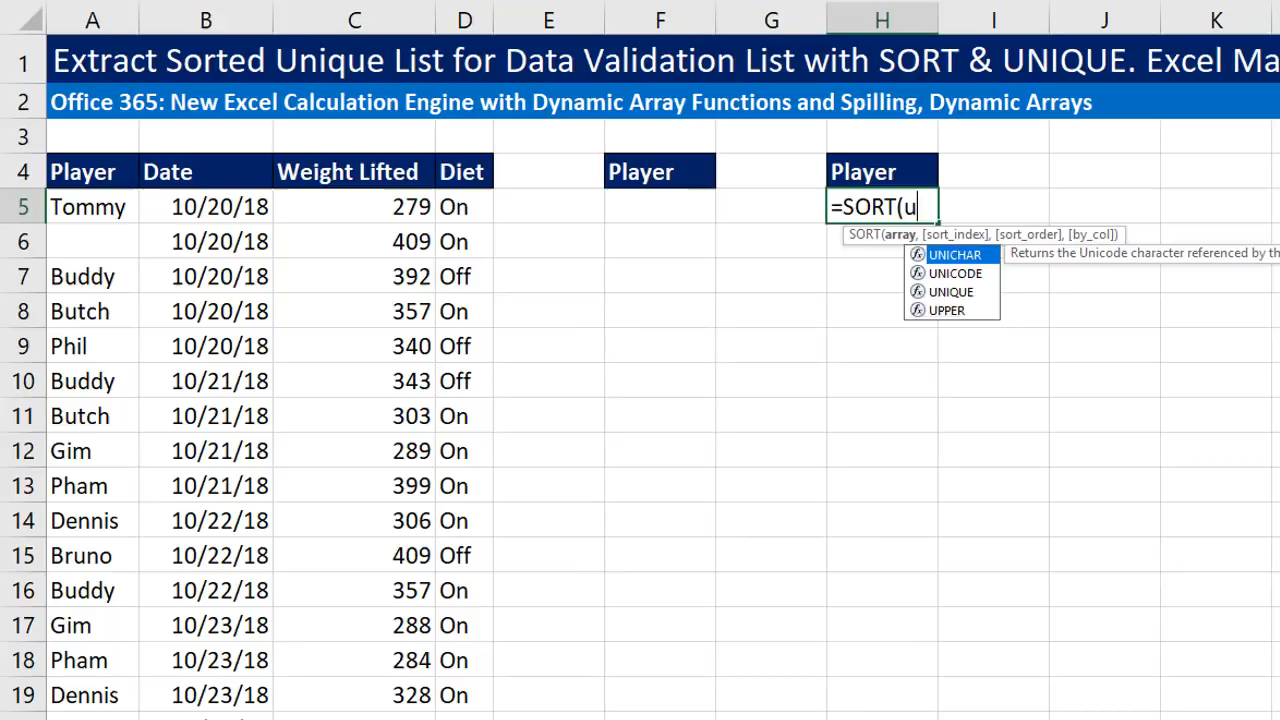 A B C D E F G H I J K
1 Extract Sorted Unique List for Data Validation List with SORT & UNIQUE. Excel Ma
2 Office 365: New Excel Calculation Engine with Dynamic Array Functions and Spilling, Dynamic Arrays
3
4 Player Date Weight Lifted Diet Player Player
5 Tommy 10/20/18 279 On =SORT(u
SORT(array, [sort_index], [sort_order], [by_col])
6 10/20/18 409 On
UNICHAR Returns the Unicode character referenced by th
7 Buddy 10/20/18 392 Off UNICODE
UNIQUE
8 Butch 10/20/18 357 On UPPER
9 Phil 10/20/18 340 Off
10 Buddy 10/21/18 343 Off
11 Butch 10/21/18 303 On
12 Gim 10/21/18 289 On
13 Pham 10/21/18 399 On
14 Dennis 10/22/18 306 On
15 Bruno 10/22/18 409 Off
16 Buddy 10/22/18 357 On
17 Gim 10/23/18 288 On
18 Pham 10/23/18 284 On
19 Dennis 10/23/18 328 On